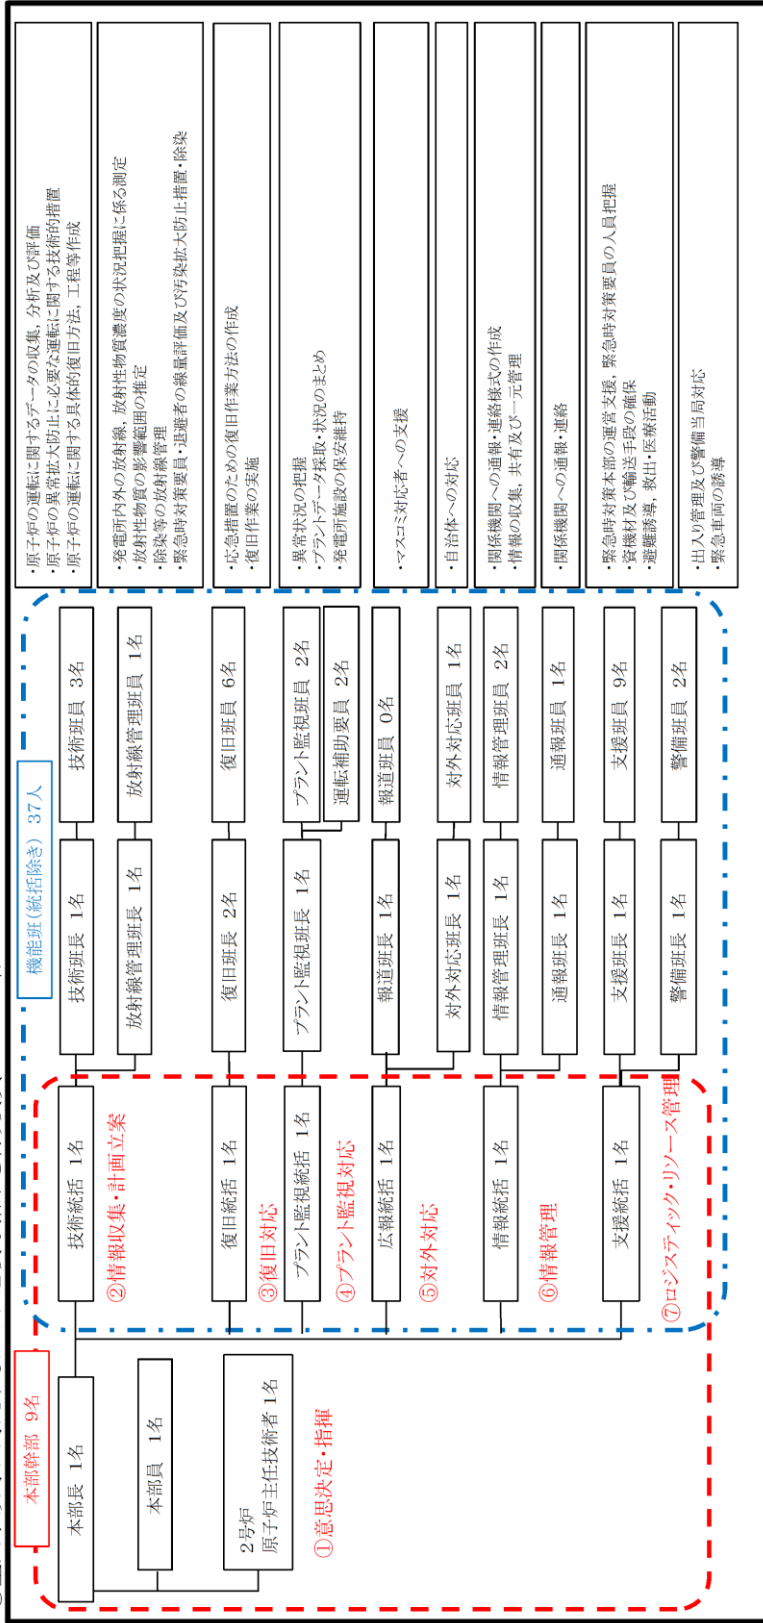 本部幹部 9名
機能班(統括除き) 37人
本部長 1名
本部員 1名
2号炉
原子炉主任技術者 1名
①意思決定・指揮
技術統括 1名
②情報収集・計画立案
復旧統括 1名
③復旧対応
プラント監視統括 1名
④プラント監視対応
広報統括 1名
⑤対外対応
情報統括 1名
⑥情報管理
支援統括 1名
⑦ロジスティック・リソース管理
技術班長 1名
放射線管理班長 1名
復旧班長 2名
プラント監視班長 1名
報道班長 1名
対外対応班長 1名
情報管理班長 1名
通報班長 1名
支援班長 1名
警備班長 1名
技術班員 3名
放射線管理班員 1名
復旧班員 6名
プラント監視班員 2名
運転補助要員 2名
報道班員 0名
対外対応班員 1名
情報管理班員 2名
通報班員 1名
支援班員 9名
警備班員 2名
・原子炉の運転に関するデータの収集, 分析及び評価
・原子炉の異常拡大防止に必要な運転に関する技術的措置
・原子炉の運転に関する具体的復旧方法, 工程等作成
・発電所内外の放射線, 放射性物質濃度の状況把握に係る測定
・放射性物質の影響範囲の推定
・除染等の放射線管理
・緊急時対策要員・退避者の線量評価及び汚染拡大防止措置・除染
・応急措置のための復旧作業方法の作成
・復旧作業の実施
・異常状況の把握
・プラントデータ採取・状況のまとめ
・発電所施設の保安維持
・マスコミ対応者への支援
・自治体への対応
・関係機関への通報・連絡様式の作成
・情報の収集, 共有及び一元管理
・関係機関への通報・連絡
・緊急時対策本部の運営支援, 緊急時対策要員の人員把握
・資機材及び輸送手段の確保
・避難誘導, 救出・医療活動
・出入り管理及び警備当局対応
・緊急車両の誘導